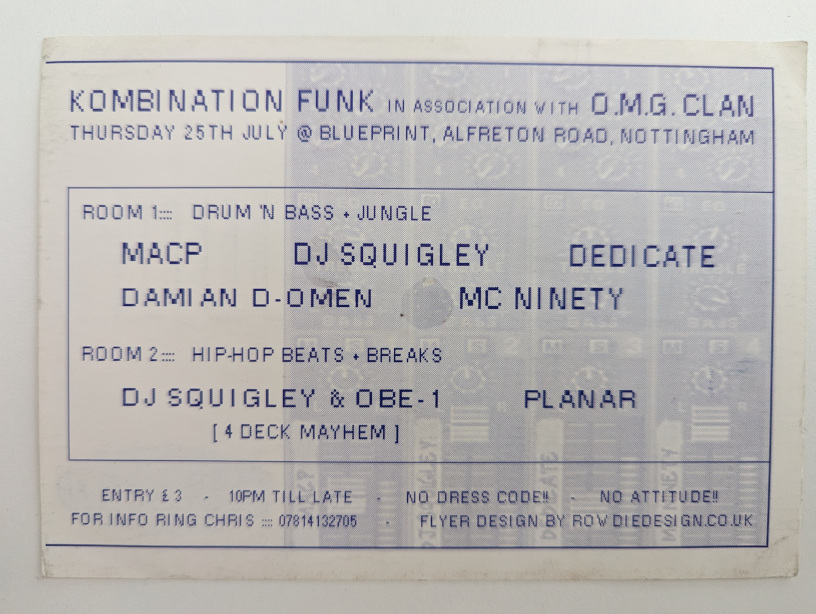 KOMBINATION FUNK IN ASSOCIATION WITH O.M.G. CLAN
THURSDAY 25TH JULY @ BLUEPRINT, ALFRETON ROAD, NOTTINGHAM
ROOM 1:::: DRUM 'N BASS + JUNGLE
MACP DJ SQUIGLEY DEDICATE
DAMIAN D-OMEN MC NINETY
ROOM 2:::: HIP-HOP BEATS + BREAKS
DJ SQUIGLEY & OBE-1 PLANAR
[ 4 DECK MAYHEM ]
ENTRY £3 - 10PM TILL LATE - NO DRESS CODE!! - NO ATTITUDE!!
FOR INFO RING CHRIS :::: 07814132705 - FLYER DESIGN BY ROWDIEDESIGN.CO.UK